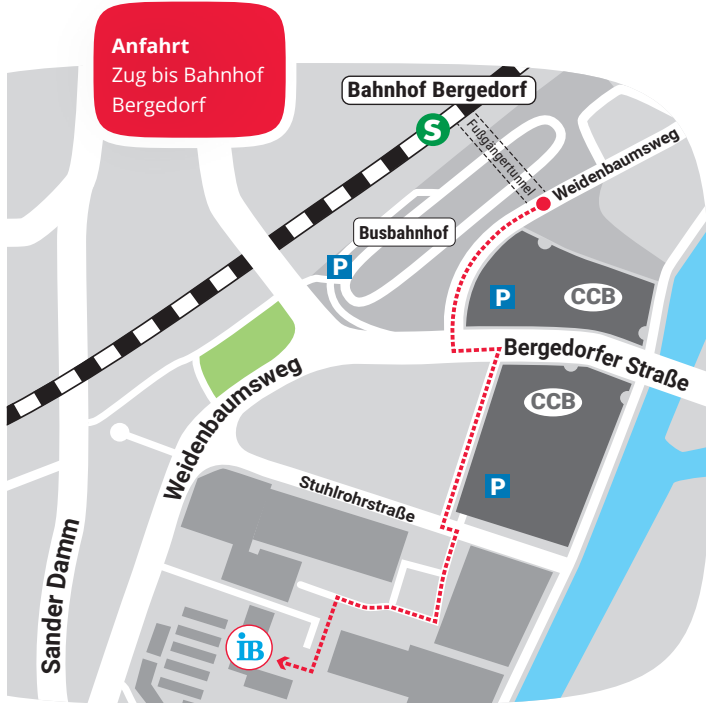 Anfahrt
Zug bis Bahnhof
Bergedorf
Bahnhof Bergedorf
S
Fußgängertunnel
Weidenbaumsweg
Busbahnhof
P
P
CCB
Bergedorfer Straße
CCB
Weidenbaumsweg
P
Stuhlrohrstraße
Sander Damm
iB